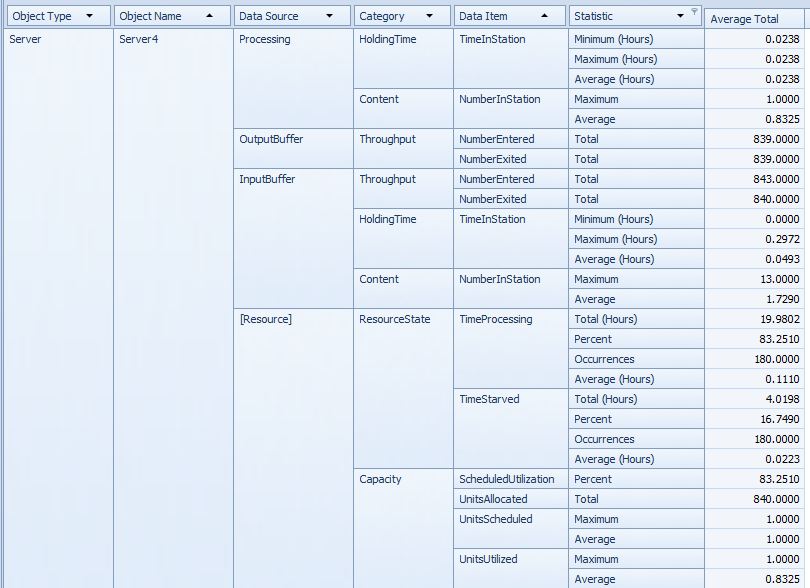 Object Type Object Name Data Source Category Data Item Statistic Average Total
Server Server4 Processing HoldingTime TimeInStation Minimum (Hours) 0.0238
Maximum (Hours) 0.0238
Average (Hours) 0.0238
Content NumberInStation Maximum 1.0000
Average 0.8325
OutputBuffer Throughput NumberEntered Total 839.0000
NumberExited Total 839.0000
InputBuffer Throughput NumberEntered Total 843.0000
NumberExited Total 840.0000
HoldingTime TimeInStation Minimum (Hours) 0.0000
Maximum (Hours) 0.2972
Average (Hours) 0.0493
Content NumberInStation Maximum 13.0000
Average 1.7290
[Resource] ResourceState TimeProcessing Total (Hours) 19.9802
Percent 83.2510
Occurrences 180.0000
Average (Hours) 0.1110
TimeStarved Total (Hours) 4.0198
Percent 16.7490
Occurrences 180.0000
Average (Hours) 0.0223
Capacity ScheduledUtilization Percent 83.2510
UnitsAllocated Total 840.0000
UnitsScheduled Maximum 1.0000
Average 1.0000
UnitsUtilized Maximum 1.0000
Average 0.8325